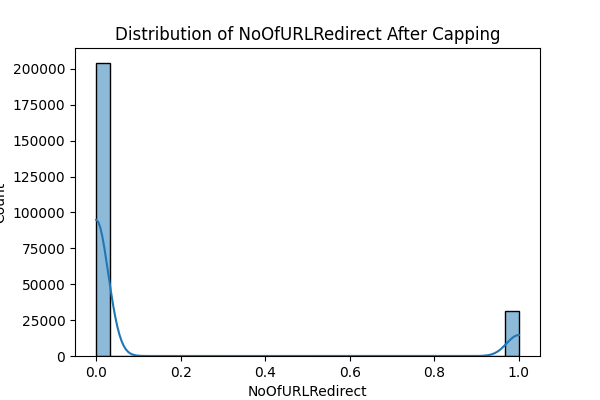 Distribution of NoOfURLRedirect After Capping
200000
175000
150000
125000
100000
75000
50000
25000
0
Count
0.0 0.2 0.4 0.6 0.8 1.0
NoOfURLRedirect